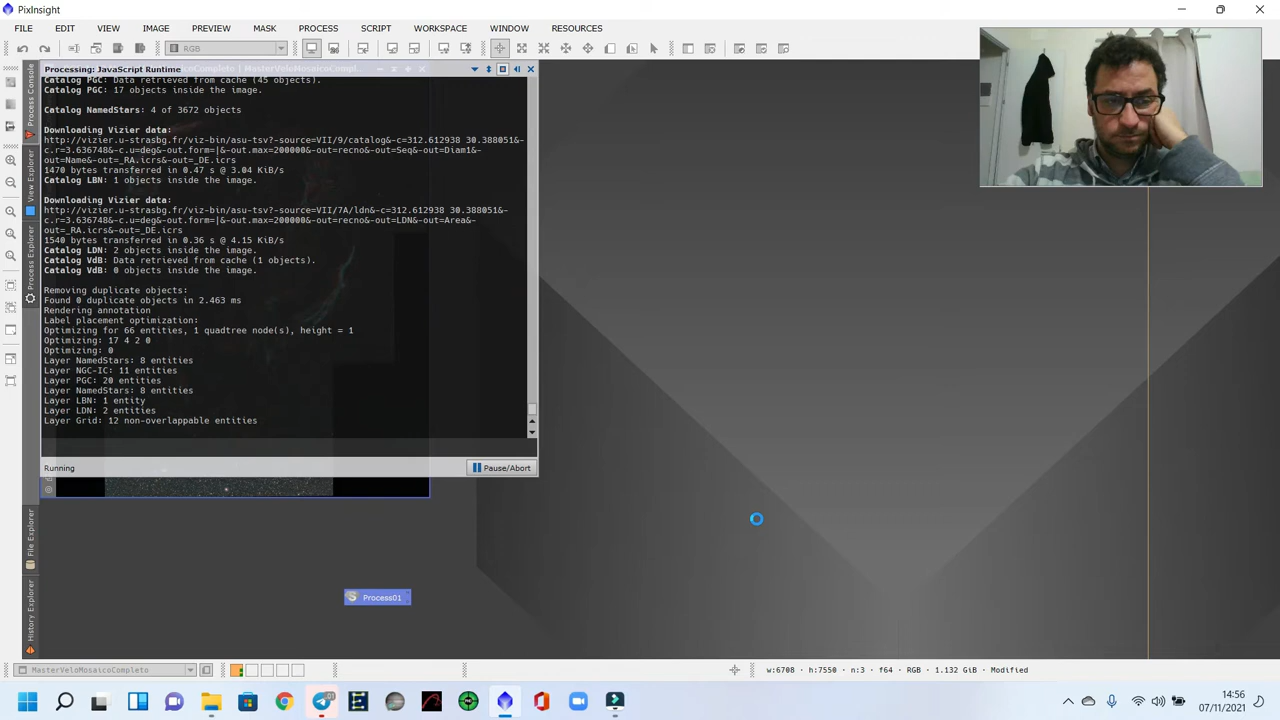 PixInsight
FILE EDIT VIEW IMAGE PREVIEW MASK PROCESS SCRIPT WORKSPACE WINDOW RESOURCES
RGB
Processing: JavaScript Runtime
Catalog PGC: Data retrieved from cache (45 objects).
Catalog PGC: 17 objects inside the image.
Catalog NamedStars: 4 of 3672 objects
Downloading Vizier data:
http://vizier.u-strasbg.fr/viz-bin/asu-tsv?-source=VII/9/catalog&-c=312.612938 30.388051&-
c.r=3.636748&-c.u=deg&-out.form=|&-out.max=200000&-out=recno&-out=Seq&-out=Diam1&-
out=Name&-out=_RA.icrs&-out=_DE.icrs
1470 bytes transferred in 0.47 s @ 3.04 KiB/s
Catalog LBN: 1 objects inside the image.
Downloading Vizier data:
http://vizier.u-strasbg.fr/viz-bin/asu-tsv?-source=VII/7A/ldn&-c=312.612938 30.388051&-
c.r=3.636748&-c.u=deg&-out.form=|&-out.max=200000&-out=recno&-out=LDN&-out=Area&-
out=_RA.icrs&-out=_DE.icrs
1540 bytes transferred in 0.36 s @ 4.15 KiB/s
Catalog LDN: 2 objects inside the image.
Catalog VdB: Data retrieved from cache (1 objects).
Catalog VdB: 0 objects inside the image.
Removing duplicate objects:
Found 0 duplicate objects in 2.463 ms
Rendering annotation
Label placement optimization:
Optimizing for 66 entities, 1 quadtree node(s), height = 1
Optimizing: 17 4 2 0
Optimizing: 0
Layer NamedStars: 8 entities
Layer NGC-IC: 11 entities
Layer PGC: 20 entities
Layer NamedStars: 8 entities
Layer LBN: 1 entity
Layer LDN: 2 entities
Layer Grid: 12 non-overlappable entities
Running
Pause/Abort
Process Console
View Explorer
Process Explorer
File Explorer
History Explorer
Process01
MasterVeloMosaicoCompleto
w:6708 · h:7550 · n:3 · f64 · RGB · 1.132 GiB · Modified
14:56
07/11/2021